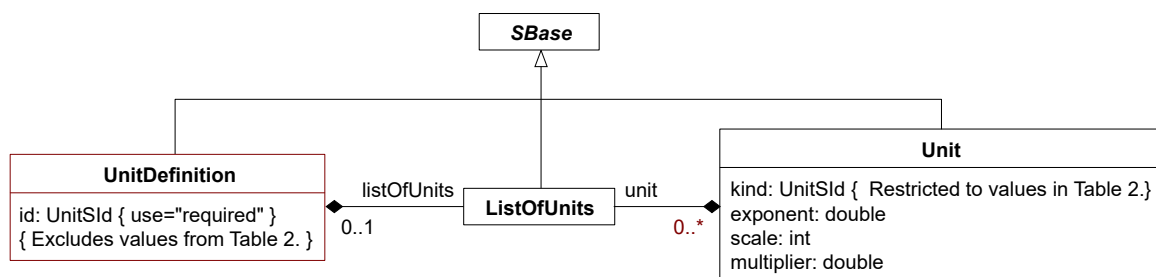 SBase
UnitDefinition
id: UnitSId { use="required" }
{ Excludes values from Table 2. }
listOfUnits
0..1
ListOfUnits
unit
0..*
Unit
kind: UnitSId {  Restricted to values in Table 2.}
exponent: double
scale: int
multiplier: double